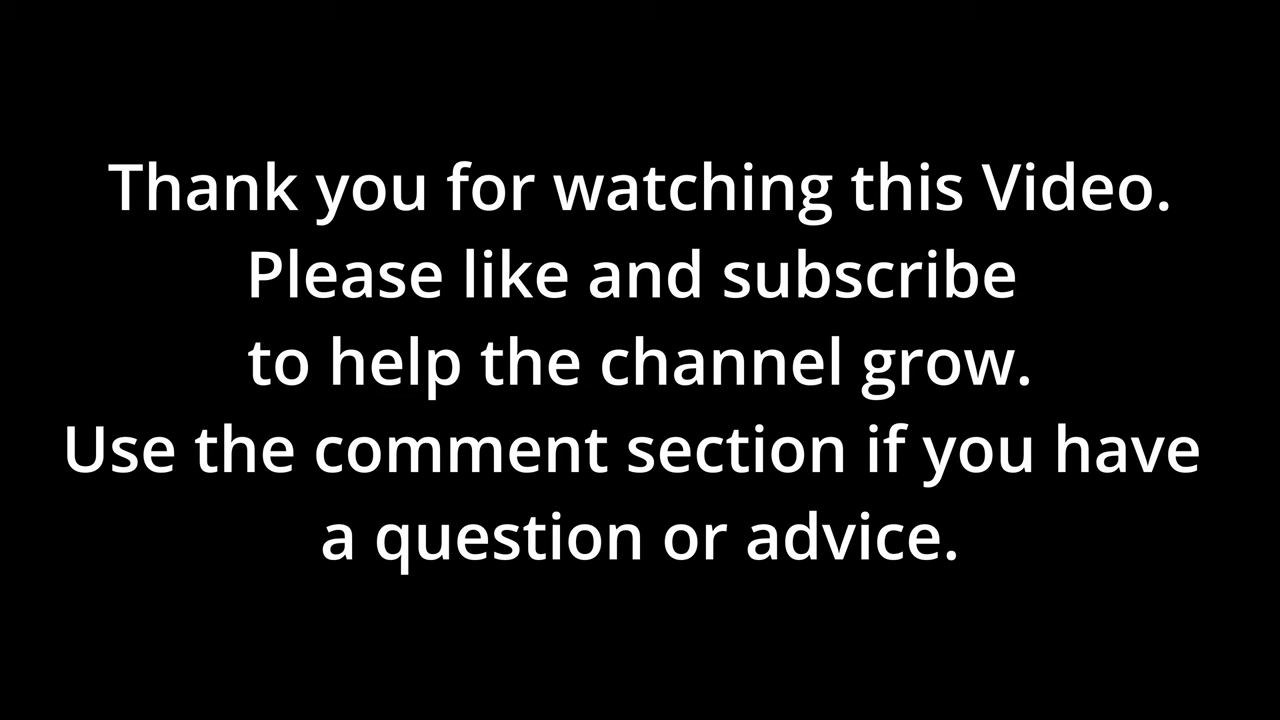 Thank you for watching this Video.
Please like and subscribe
to help the channel grow.
Use the comment section if you have
a question or advice.